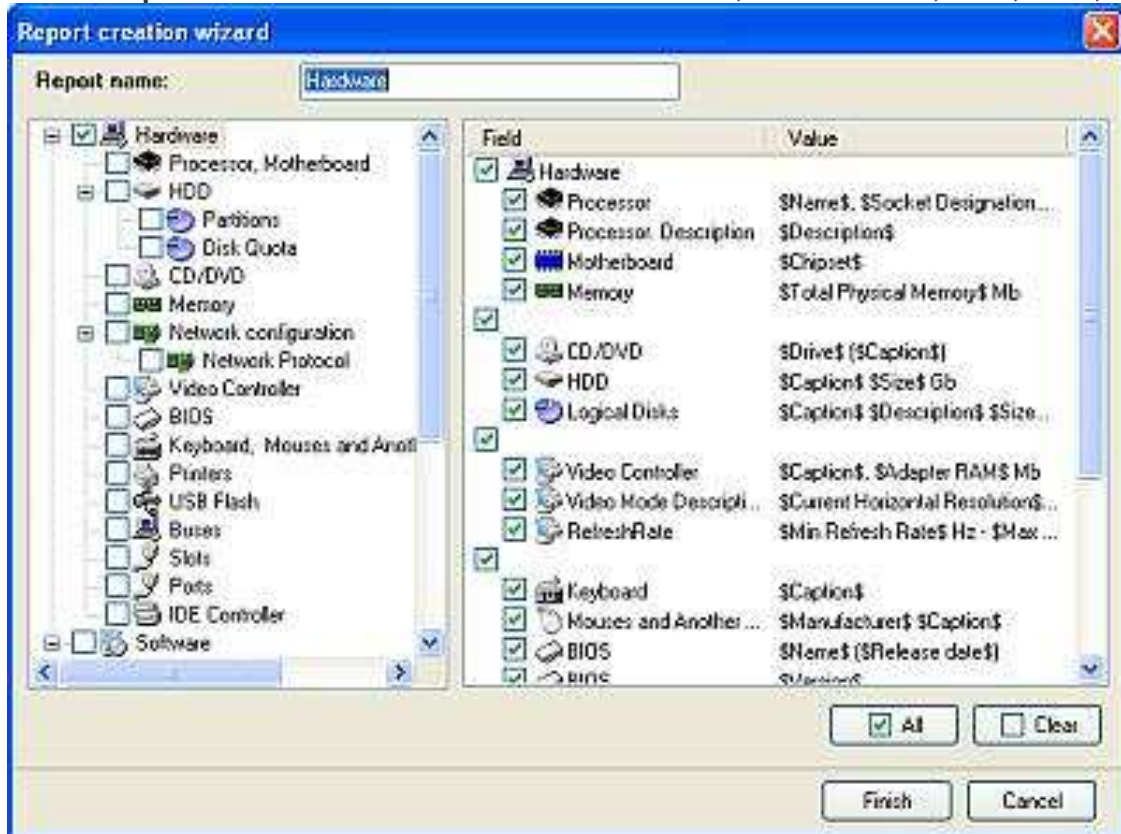 Report creation wizard
Report name: Hardware
Hardware
Processor, Motherboard
HDD
Partitions
Disk Quota
CD/DVD
Memory
Network configuration
Network Protocol
Video Controller
BIOS
Keyboard, Mouses and Anotl
Printers
USB Flash
Buses
Slots
Ports
IDE Controller
Software
Field Value
Hardware
Processor $Name$, $Socket Designation...
Processor Description $Description$
Motherboard $Chipset$
Memory $Total Physical Memory$ Mb
CD/DVD $Drive$ ($Caption$)
HDD $Caption$ $Size$ Gb
Logical Disks $Caption$ $Description$ $Size...
Video Controller $Caption$, $Adapter RAM$ Mb
Video Mode Descripti... $Current Horizontal Resolution$...
RefreshRate $Min Refresh Rate$ Hz - $Max ...
Keyboard $Caption$
Mouses and Another ... $Manufacturer$ $Caption$
BIOS $Name$ ($Release date$)
BIOS $Version$
All Clear
Finish Cancel